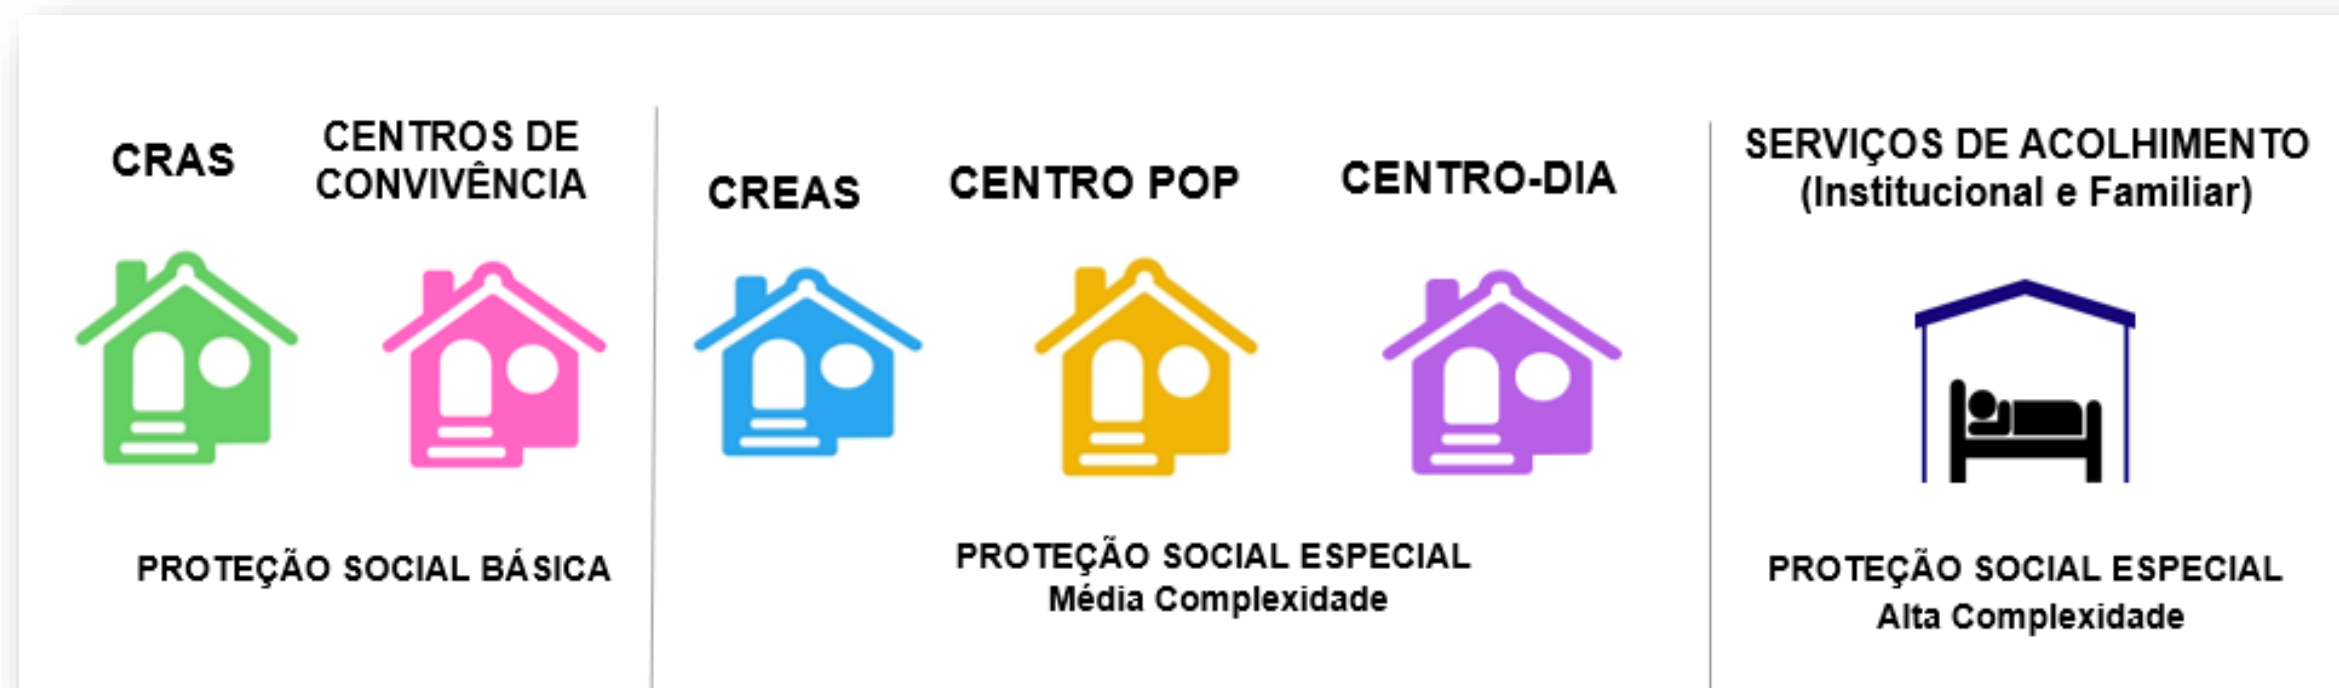 CRAS
CENTROS DE
CONVIVÊNCIA
PROTEÇÃO SOCIAL BÁSICA
CREAS
CENTRO POP
CENTRO-DIA
PROTEÇÃO SOCIAL ESPECIAL
Média Complexidade
SERVIÇOS DE ACOLHIMENTO
(Institucional e Familiar)
PROTEÇÃO SOCIAL ESPECIAL
Alta Complexidade